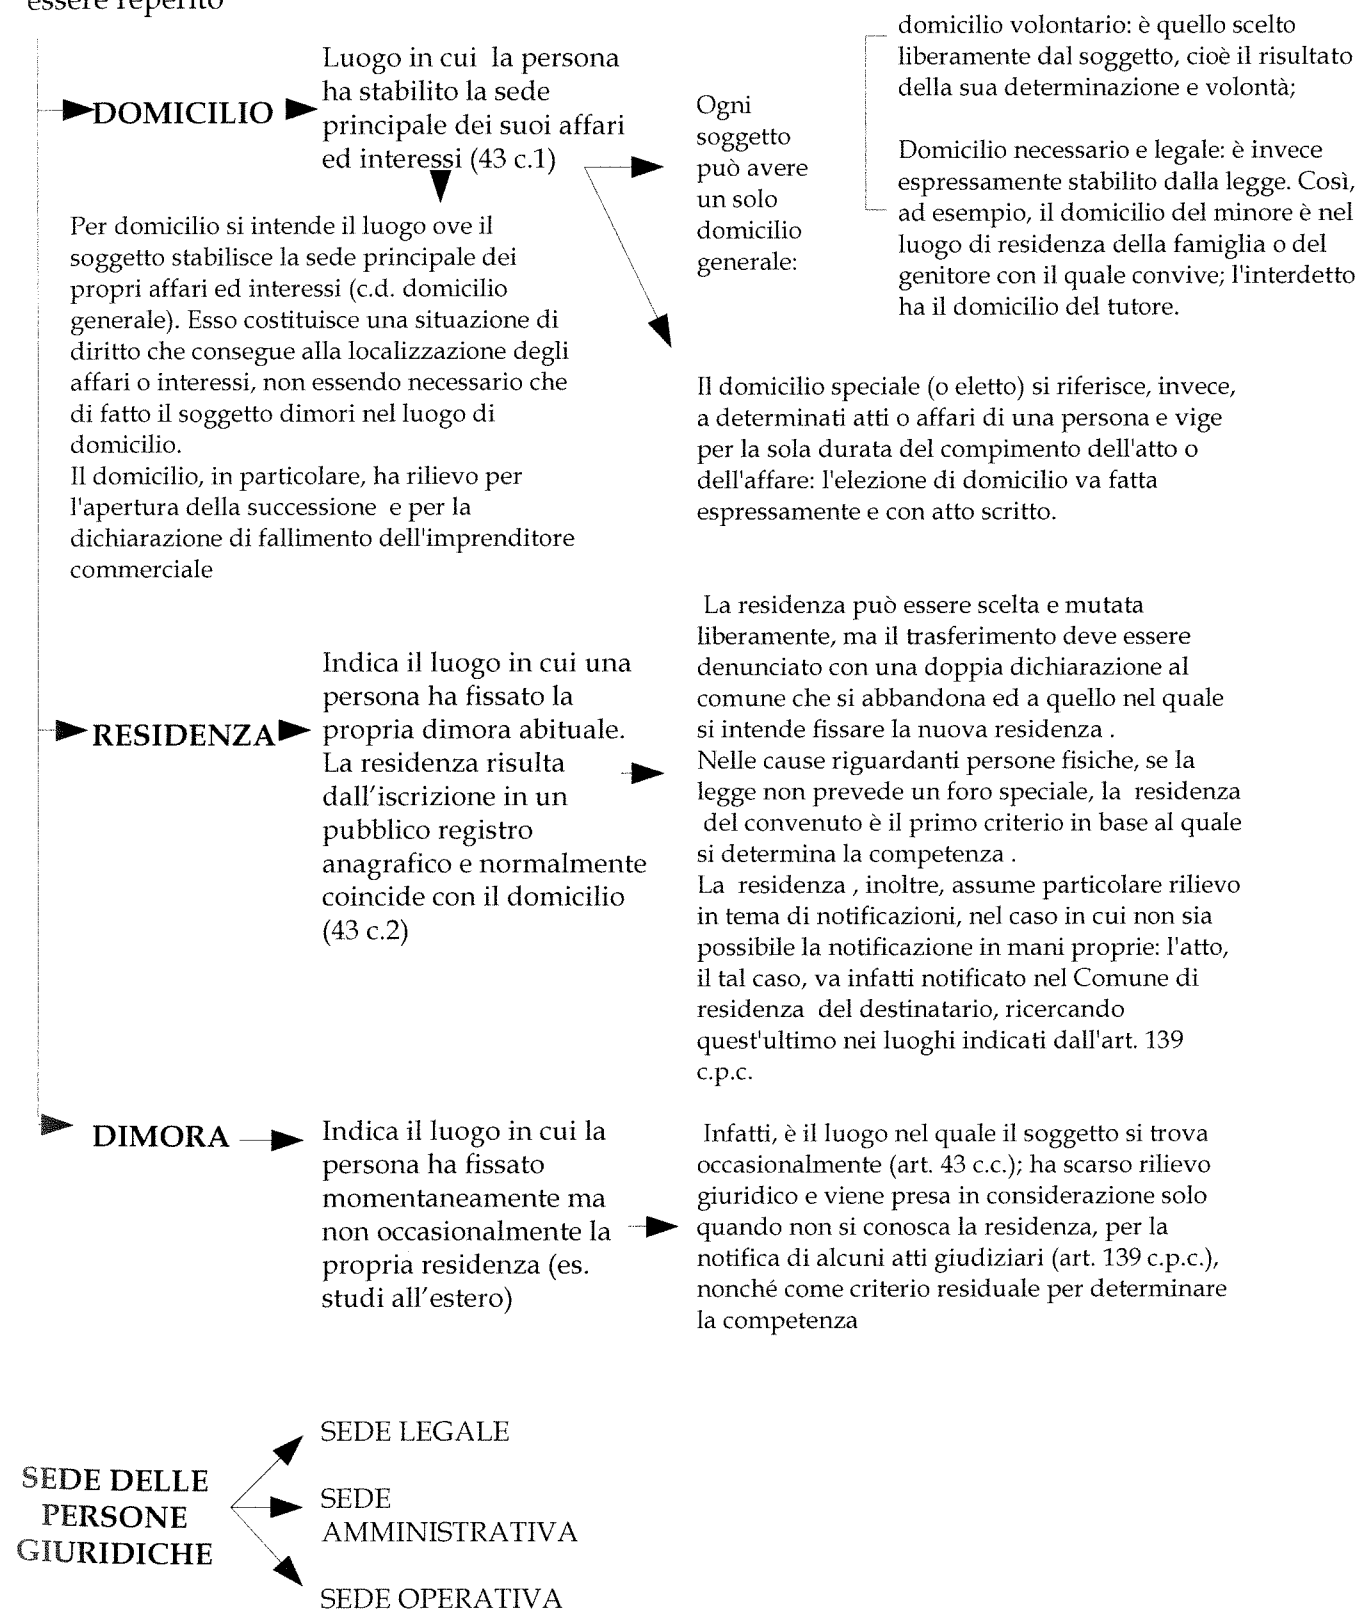 essere reperito
DOMICILIO
Luogo in cui la persona
ha stabilito la sede
principale dei suoi affari
ed interessi (43 c.1)
Ogni
soggetto
può avere
un solo
domicilio
generale:
domicilio volontario: è quello scelto
liberamente dal soggetto, cioè il risultato
della sua determinazione e volontà;
Domicilio necessario e legale: è invece
espressamente stabilito dalla legge. Così,
ad esempio, il domicilio del minore è nel
luogo di residenza della famiglia o del
genitore con il quale convive; l'interdetto
ha il domicilio del tutore.
Per domicilio si intende il luogo ove il
soggetto stabilisce la sede principale dei
propri affari ed interessi (c.d. domicilio
generale). Esso costituisce una situazione di
diritto che consegue alla localizzazione degli
affari o interessi, non essendo necessario che
di fatto il soggetto dimori nel luogo di
domicilio.
Il domicilio, in particolare, ha rilievo per
l'apertura della successione e per la
dichiarazione di fallimento dell'imprenditore
commerciale
Il domicilio speciale (o eletto) si riferisce, invece,
a determinati atti o affari di una persona e vige
per la sola durata del compimento dell'atto o
dell'affare: l'elezione di domicilio va fatta
espressamente e con atto scritto.
RESIDENZA
Indica il luogo in cui una
persona ha fissato la
propria dimora abituale.
La residenza risulta
dall'iscrizione in un
pubblico registro
anagrafico e normalmente
coincide con il domicilio
(43 c.2)
La residenza può essere scelta e mutata
liberamente, ma il trasferimento deve essere
denunciato con una doppia dichiarazione al
comune che si abbandona ed a quello nel quale
si intende fissare la nuova residenza .
Nelle cause riguardanti persone fisiche, se la
legge non prevede un foro speciale, la residenza
del convenuto è il primo criterio in base al quale
si determina la competenza .
La residenza , inoltre, assume particolare rilievo
in tema di notificazioni, nel caso in cui non sia
possibile la notificazione in mani proprie: l'atto,
il tal caso, va infatti notificato nel Comune di
residenza del destinatario, ricercando
quest'ultimo nei luoghi indicati dall'art. 139
c.p.c.
DIMORA
Indica il luogo in cui la
persona ha fissato
momentaneamente ma
non occasionalmente la
propria residenza (es.
studi all'estero)
Infatti, è il luogo nel quale il soggetto si trova
occasionalmente (art. 43 c.c.); ha scarso rilievo
giuridico e viene presa in considerazione solo
quando non si conosca la residenza, per la
notifica di alcuni atti giudiziari (art. 139 c.p.c.),
nonché come criterio residuale per determinare
la competenza
SEDE DELLE
PERSONE
GIURIDICHE
SEDE LEGALE
SEDE
AMMINISTRATIVA
SEDE OPERATIVA